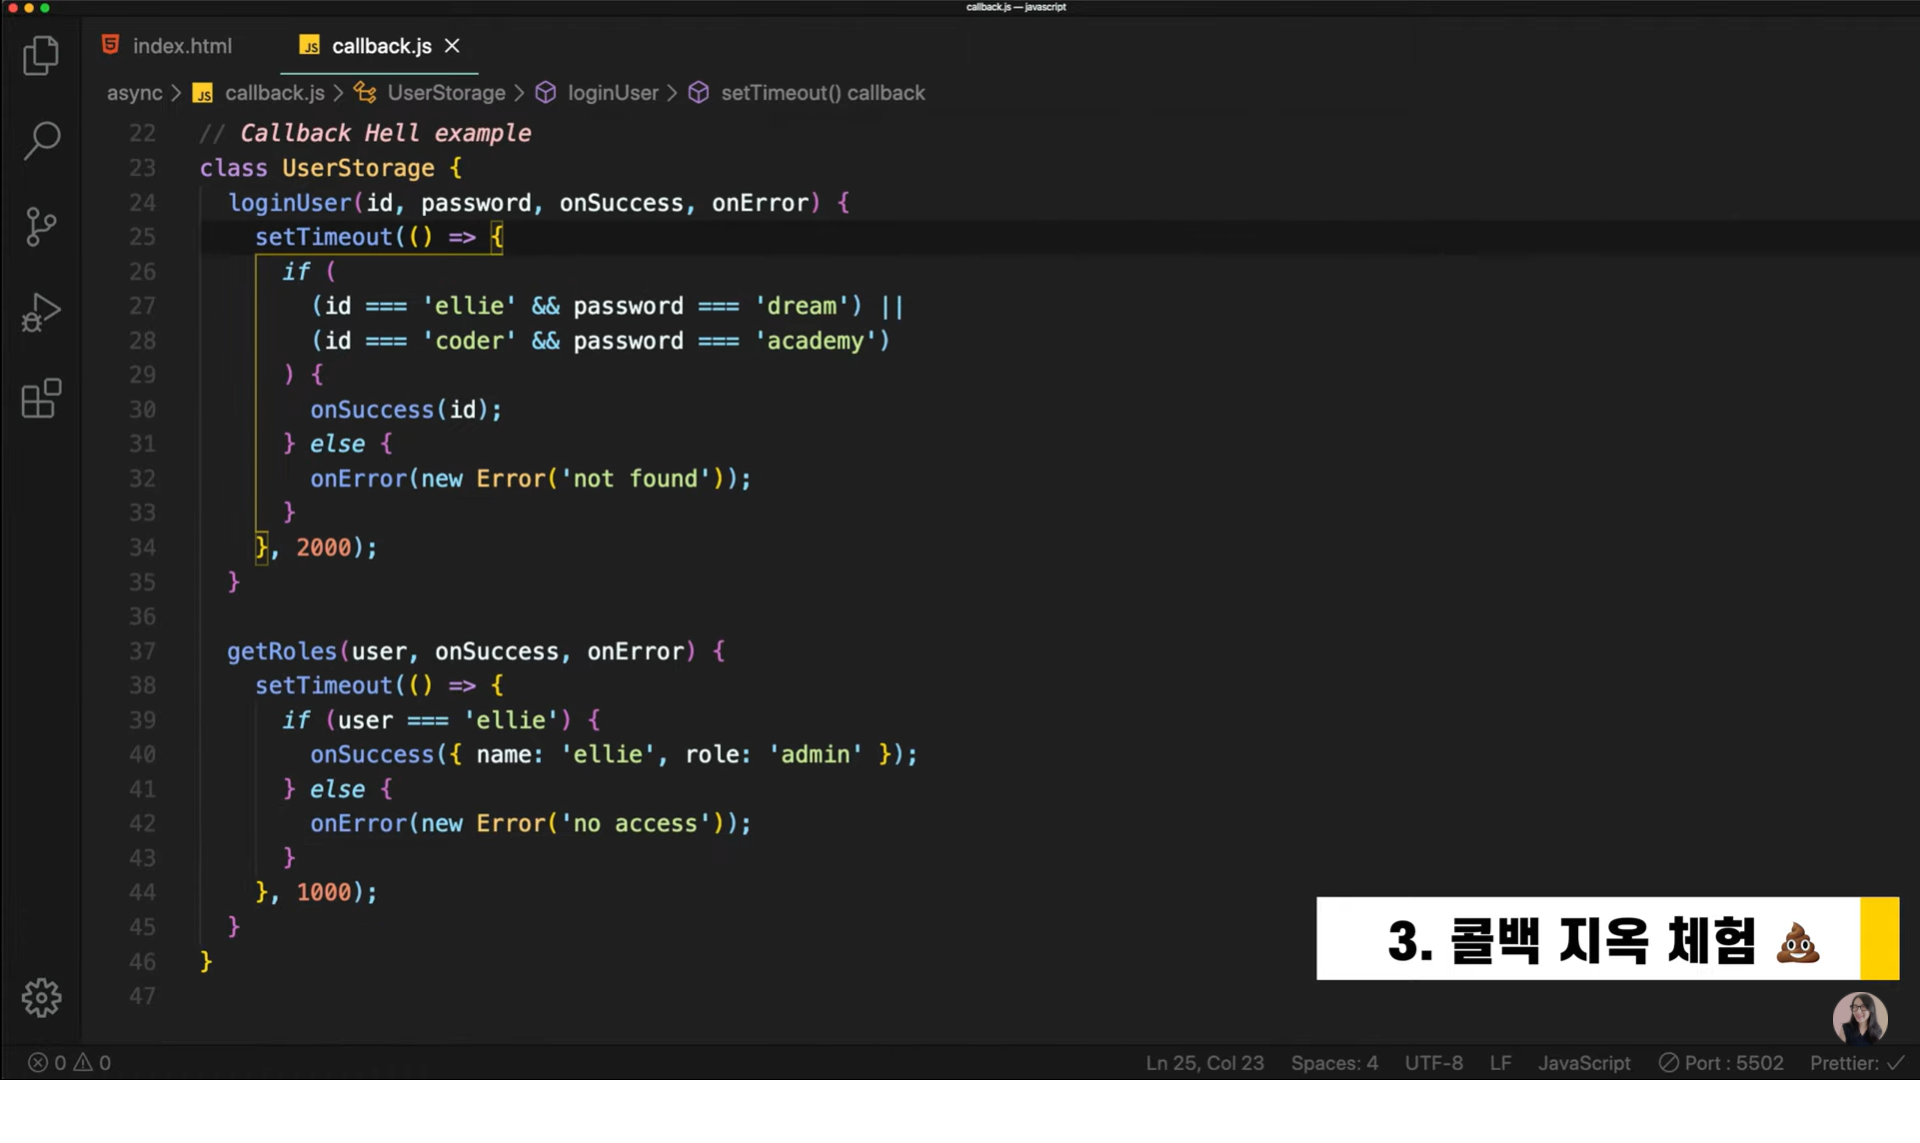 callback.js — javascript
index.html
JS callback.js ×
async > JS callback.js > UserStorage > loginUser > setTimeout() callback
22 // Callback Hell example
23 class UserStorage {
24 loginUser(id, password, onSuccess, onError) {
25 setTimeout(() => {
26 if (
27 (id === 'ellie' && password === 'dream') ||
28 (id === 'coder' && password === 'academy')
29 ) {
30 onSuccess(id);
31 } else {
32 onError(new Error('not found'));
33 }
34 }, 2000);
35 }
36
37 getRoles(user, onSuccess, onError) {
38 setTimeout(() => {
39 if (user === 'ellie') {
40 onSuccess({ name: 'ellie', role: 'admin' });
41 } else {
42 onError(new Error('no access'));
43 }
44 }, 1000);
45 }
46 }
47
3. 콜백 지옥 체험 💩
0 0
Ln 25, Col 23 Spaces: 4 UTF-8 LF JavaScript Port : 5502 Prettier: ✓